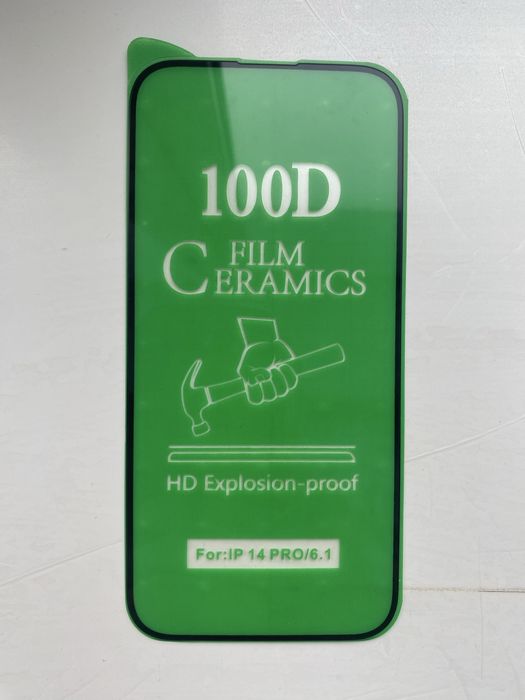 100D
FILM
CERAMICS
HD Explosion-proof
For:IP 14 PRO/6.1